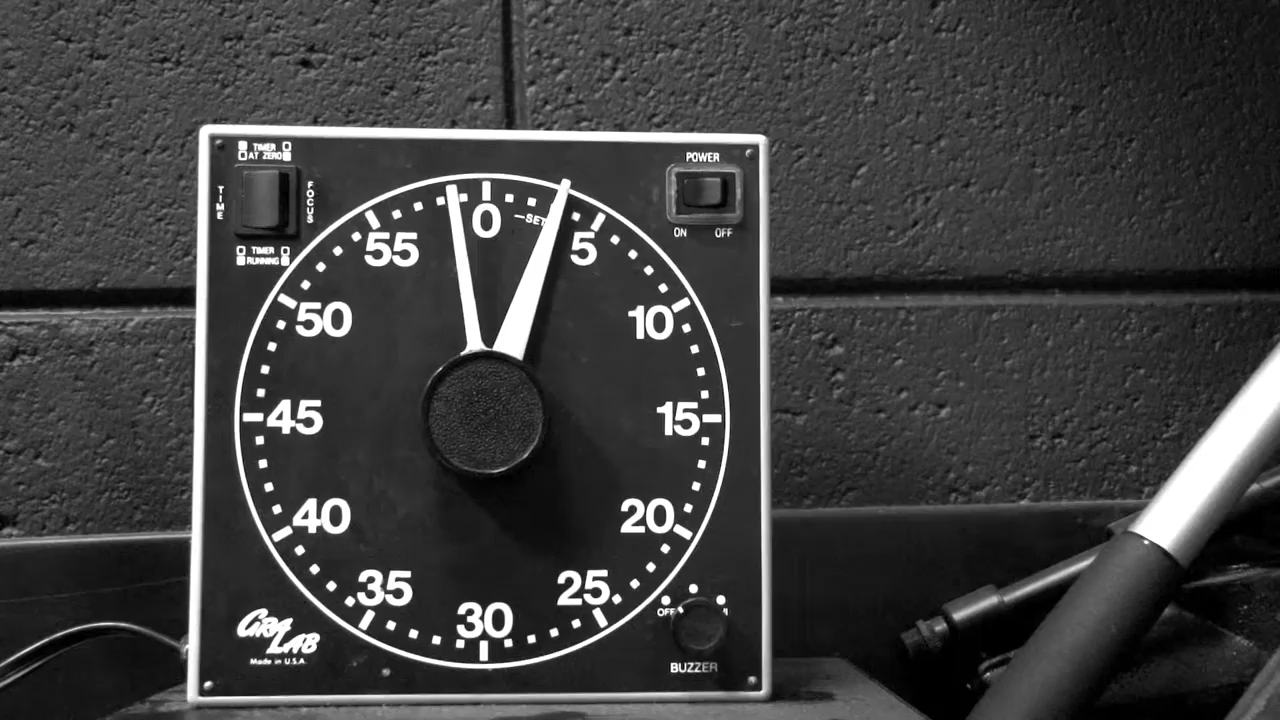 TIMER
AT ZERO
TIME
FOCUS
TIMER
RUNNING
POWER
ON OFF
0
SET
5
10
15
20
25
30
35
40
45
50
55
OFF
BUZZER
GRALAB
Made in U.S.A.